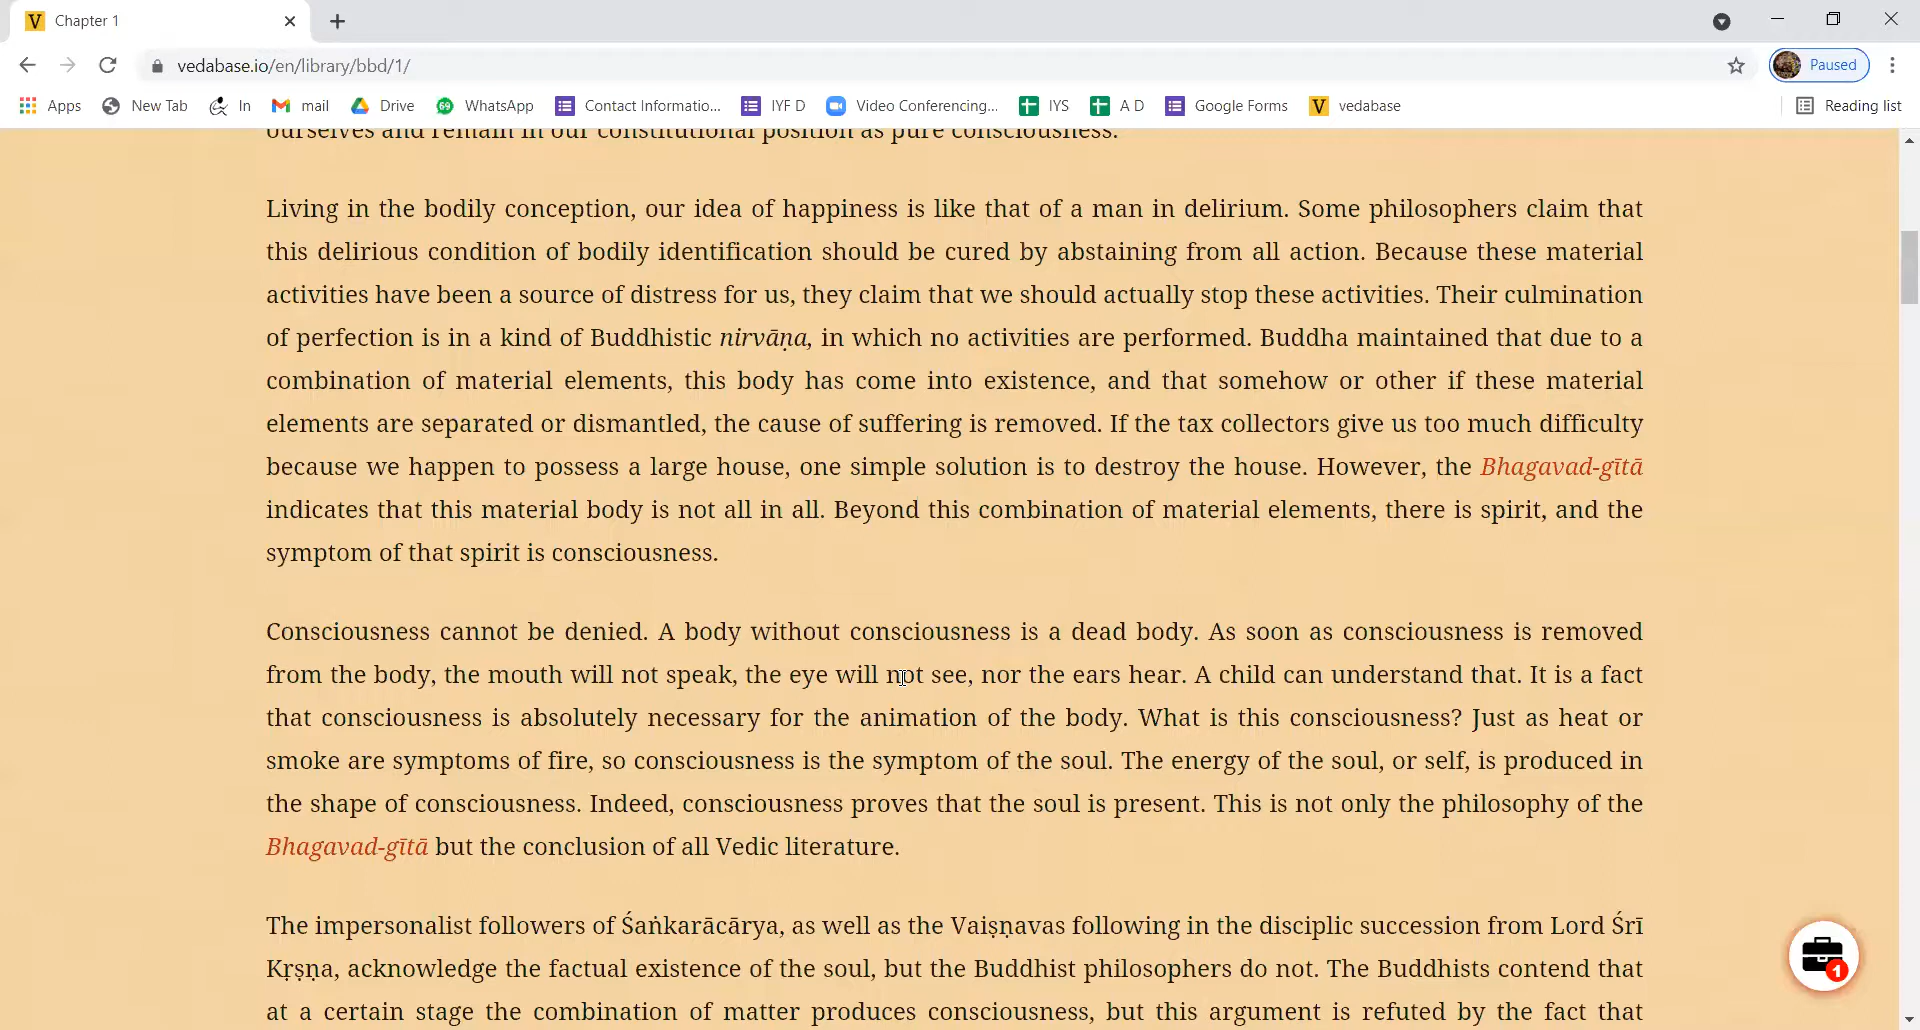 Chapter 1
vedabase.io/en/library/bbd/1/
Paused
Apps New Tab In mail Drive WhatsApp Contact Informatio... IYF D Video Conferencing... IYS A D Google Forms vedabase Reading list
ourselves and remain in our constitutional position as pure consciousness.
Living in the bodily conception, our idea of happiness is like that of a man in delirium. Some philosophers claim that
this delirious condition of bodily identification should be cured by abstaining from all action. Because these material
activities have been a source of distress for us, they claim that we should actually stop these activities. Their culmination
of perfection is in a kind of Buddhistic nirvāṇa, in which no activities are performed. Buddha maintained that due to a
combination of material elements, this body has come into existence, and that somehow or other if these material
elements are separated or dismantled, the cause of suffering is removed. If the tax collectors give us too much difficulty
because we happen to possess a large house, one simple solution is to destroy the house. However, the Bhagavad-gītā
indicates that this material body is not all in all. Beyond this combination of material elements, there is spirit, and the
symptom of that spirit is consciousness.
Consciousness cannot be denied. A body without consciousness is a dead body. As soon as consciousness is removed
from the body, the mouth will not speak, the eye will not see, nor the ears hear. A child can understand that. It is a fact
that consciousness is absolutely necessary for the animation of the body. What is this consciousness? Just as heat or
smoke are symptoms of fire, so consciousness is the symptom of the soul. The energy of the soul, or self, is produced in
the shape of consciousness. Indeed, consciousness proves that the soul is present. This is not only the philosophy of the
Bhagavad-gītā but the conclusion of all Vedic literature.
The impersonalist followers of Śaṅkarācārya, as well as the Vaiṣṇavas following in the disciplic succession from Lord Śrī
Kṛṣṇa, acknowledge the factual existence of the soul, but the Buddhist philosophers do not. The Buddhists contend that
at a certain stage the combination of matter produces consciousness, but this argument is refuted by the fact that
1